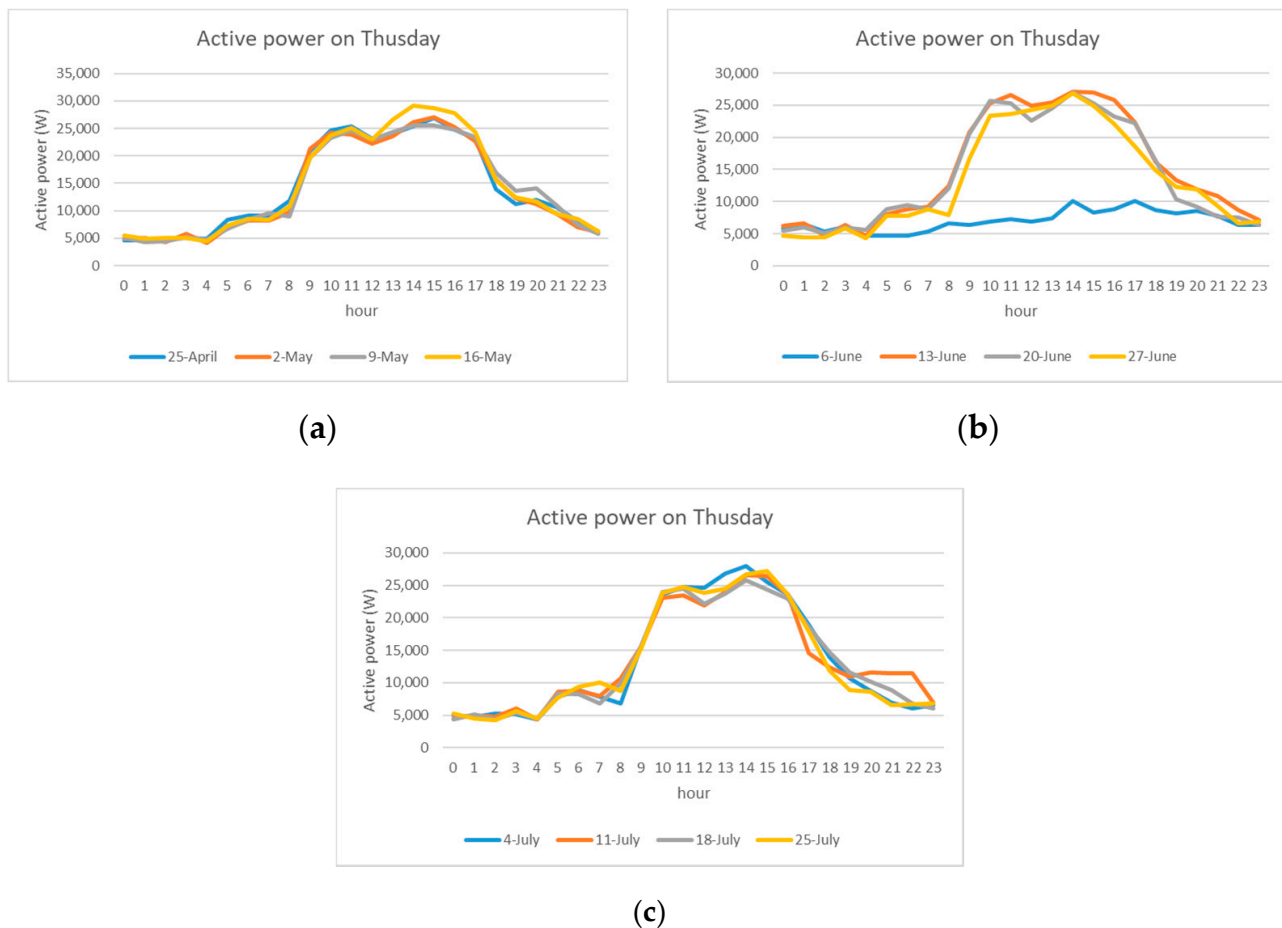 Active power on Thusday
Active power (W)
35,000
30,000
25,000
20,000
15,000
10,000
5,000
0
0 1 2 3 4 5 6 7 8 9 10 11 12 13 14 15 16 17 18 19 20 21 22 23
hour
25-April 2-May 9-May 16-May
(a)
Active power on Thusday
Active power (W)
30,000
25,000
20,000
15,000
10,000
5,000
0
0 1 2 3 4 5 6 7 8 9 10 11 12 13 14 15 16 17 18 19 20 21 22 23
hour
6-June 13-June 20-June 27-June
(b)
Active power on Thusday
Active power (W)
30,000
25,000
20,000
15,000
10,000
5,000
0
0 1 2 3 4 5 6 7 8 9 10 11 12 13 14 15 16 17 18 19 20 21 22 23
hour
4-July 11-July 18-July 25-July
(c)